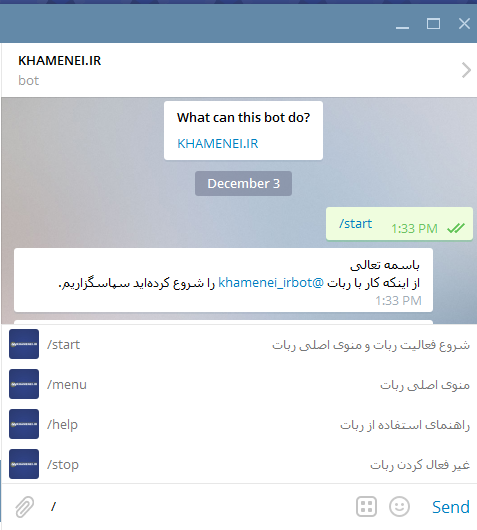 KHAMENEI.IR
bot
What can this bot do?
KHAMENEI.IR
December 3
/start 1:33 PM
باسمه تعالی
از اینکه کار با ربات @khamenei_irbot را شروع کرده‌اید سپاسگزاریم.
1:33 PM
/start شروع فعالیت ربات و منوی اصلی ربات
/menu منوی اصلی ربات
/help راهنمای استفاده از ربات
/stop غیر فعال کردن ربات
/ Send